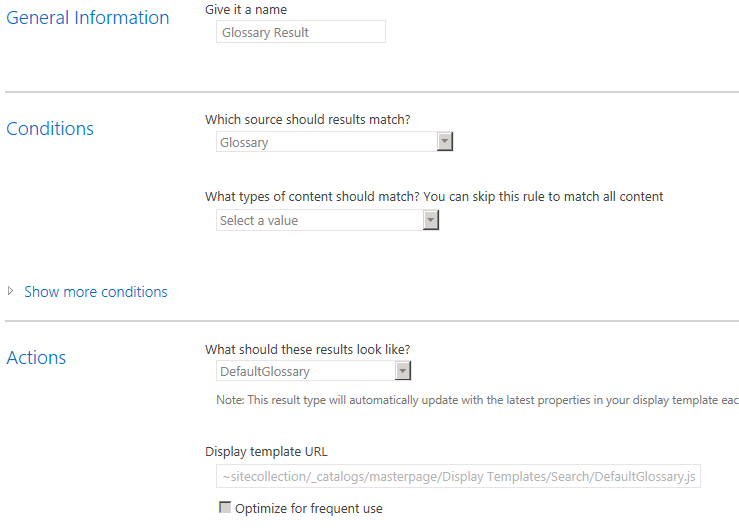 General Information
Give it a name
Glossary Result
Conditions
Which source should results match?
Glossary
What types of content should match? You can skip this rule to match all content
Select a value
Show more conditions
Actions
What should these results look like?
DefaultGlossary
Note: This result type will automatically update with the latest properties in your display template eac
Display template URL
~sitecollection/_catalogs/masterpage/Display Templates/Search/DefaultGlossary.js
Optimize for frequent use